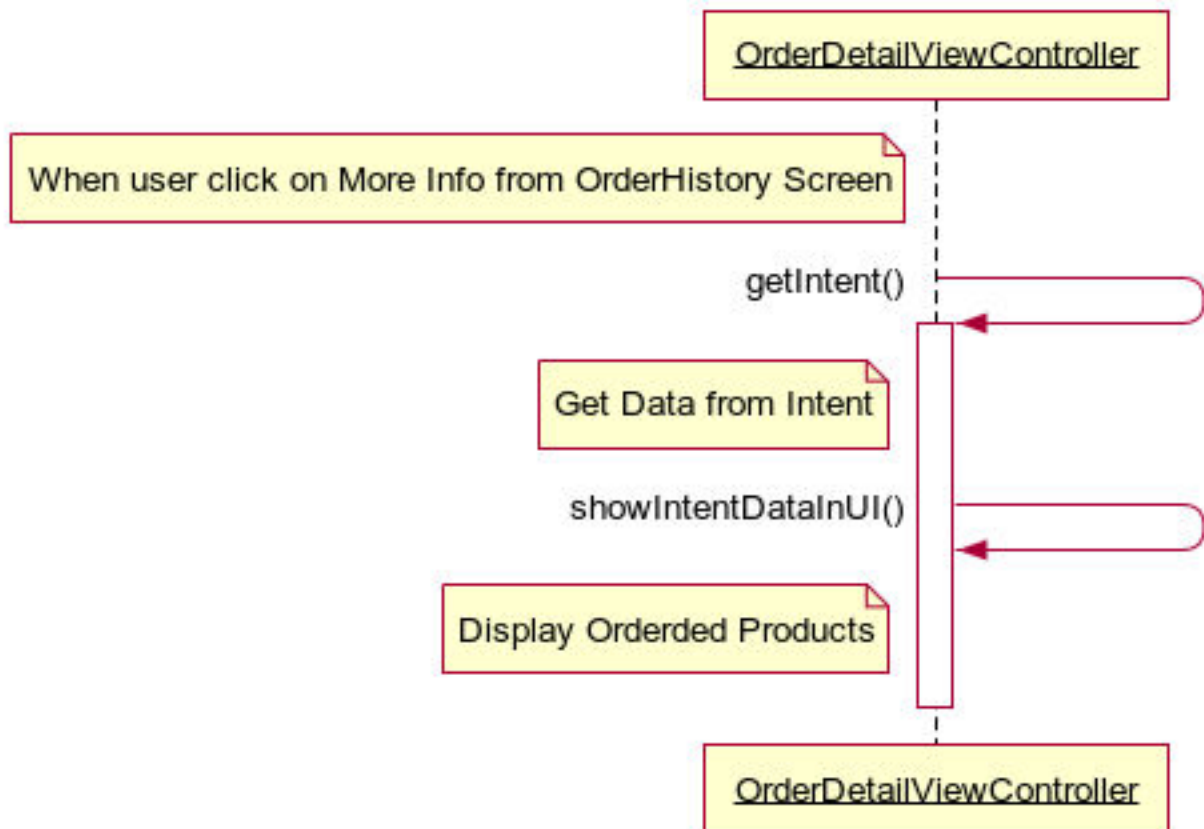 OrderDetailViewController
When user click on More Info from OrderHistory Screen
getIntent()
Get Data from Intent
showIntentDataInUI()
Display Orderded Products
OrderDetailViewController